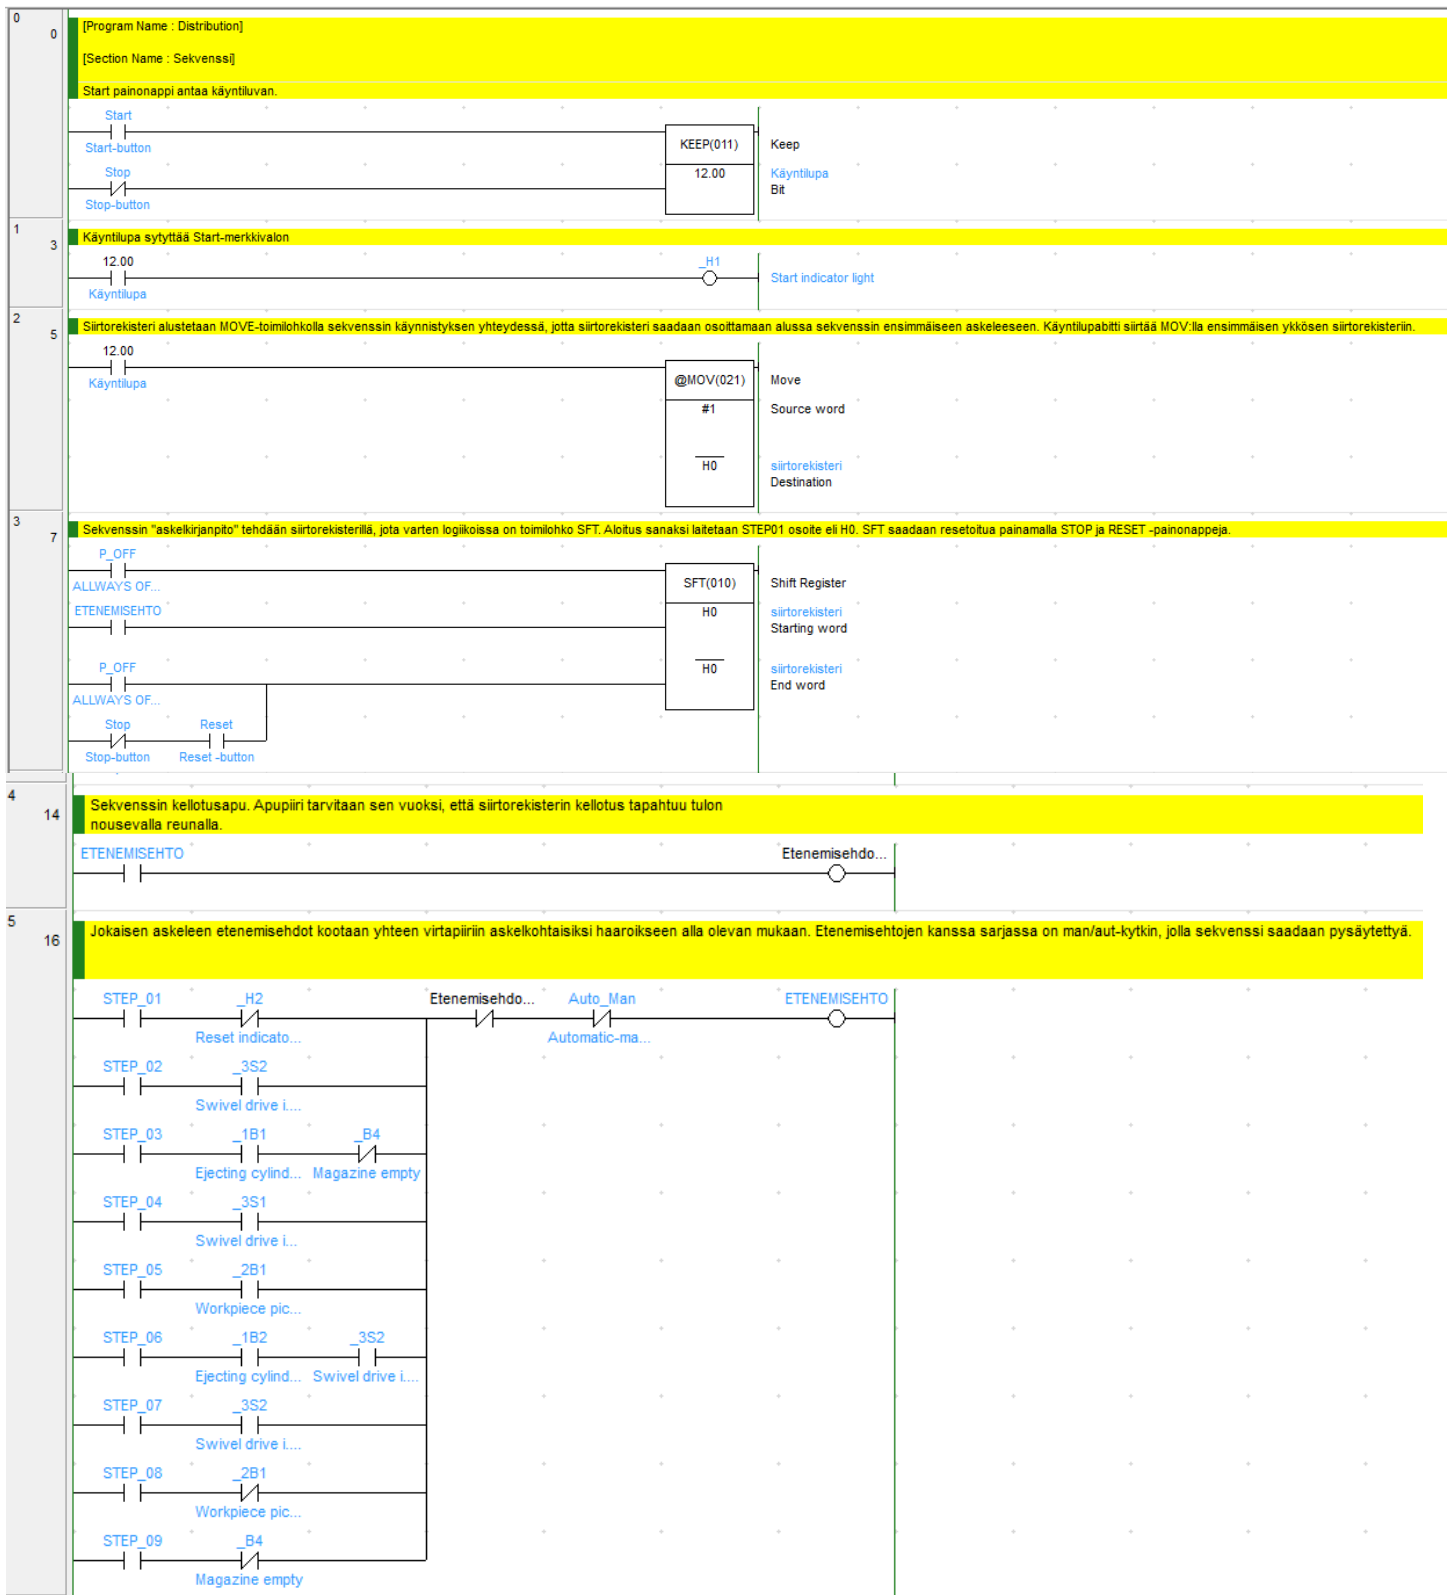 0
0
[Program Name : Distribution]
[Section Name : Sekvenssi]
Start painonappi antaa käyntiluvan.
Start
Start-button
KEEP(011)
Keep
Stop
12.00
Käyntilupa
Bit
Stop-button
1
3
Käyntilupa sytyttää Start-merkkivalon
12.00
_H1
Start indicator light
Käyntilupa
2
5
Siirtorekisteri alustetaan MOVE-toimilohkolla sekvenssin käynnistyksen yhteydessä, jotta siirtorekisteri saadaan osoittamaan alussa sekvenssin ensimmäiseen askeleeseen. Käyntilupabitti siirtää MOV:lla ensimmäisen ykkösen siirtorekisteriin.
12.00
Käyntilupa
@MOV(021)
Move
#1
Source word
H0
siirtorekisteri
Destination
3
7
Sekvenssin "askelkirjanpito" tehdään siirtorekisterillä, jota varten logiikoissa on toimilohko SFT. Aloitus sanaksi laitetaan STEP01 osoite eli H0. SFT saadaan resetoitua painamalla STOP ja RESET -painonappeja.
P_OFF
ALLWAYS OF...
SFT(010)
Shift Register
ETENEMISEHTO
H0
siirtorekisteri
Starting word
P_OFF
H0
siirtorekisteri
End word
ALLWAYS OF...
Stop
Reset
Stop-button
Reset -button
4
14
Sekvenssin kellotusapu. Apupiiri tarvitaan sen vuoksi, että siirtorekisterin kellotus tapahtuu tulon
nousevalla reunalla.
ETENEMISEHTO
Etenemisehdo...
5
16
Jokaisen askeleen etenemisehdot kootaan yhteen virtapiiriin askelkohtaisiksi haaroikseen alla olevan mukaan. Etenemisehtojen kanssa sarjassa on man/aut-kytkin, jolla sekvenssi saadaan pysäytettyä.
STEP_01
_H2
Etenemisehdo...
Auto_Man
ETENEMISEHTO
Reset indicato...
Automatic-ma...
STEP_02
_3S2
Swivel drive i....
STEP_03
_1B1
_B4
Ejecting cylind...
Magazine empty
STEP_04
_3S1
Swivel drive i...
STEP_05
_2B1
Workpiece pic...
STEP_06
_1B2
_3S2
Ejecting cylind...
Swivel drive i....
STEP_07
_3S2
Swivel drive i....
STEP_08
_2B1
Workpiece pic...
STEP_09
_B4
Magazine empty